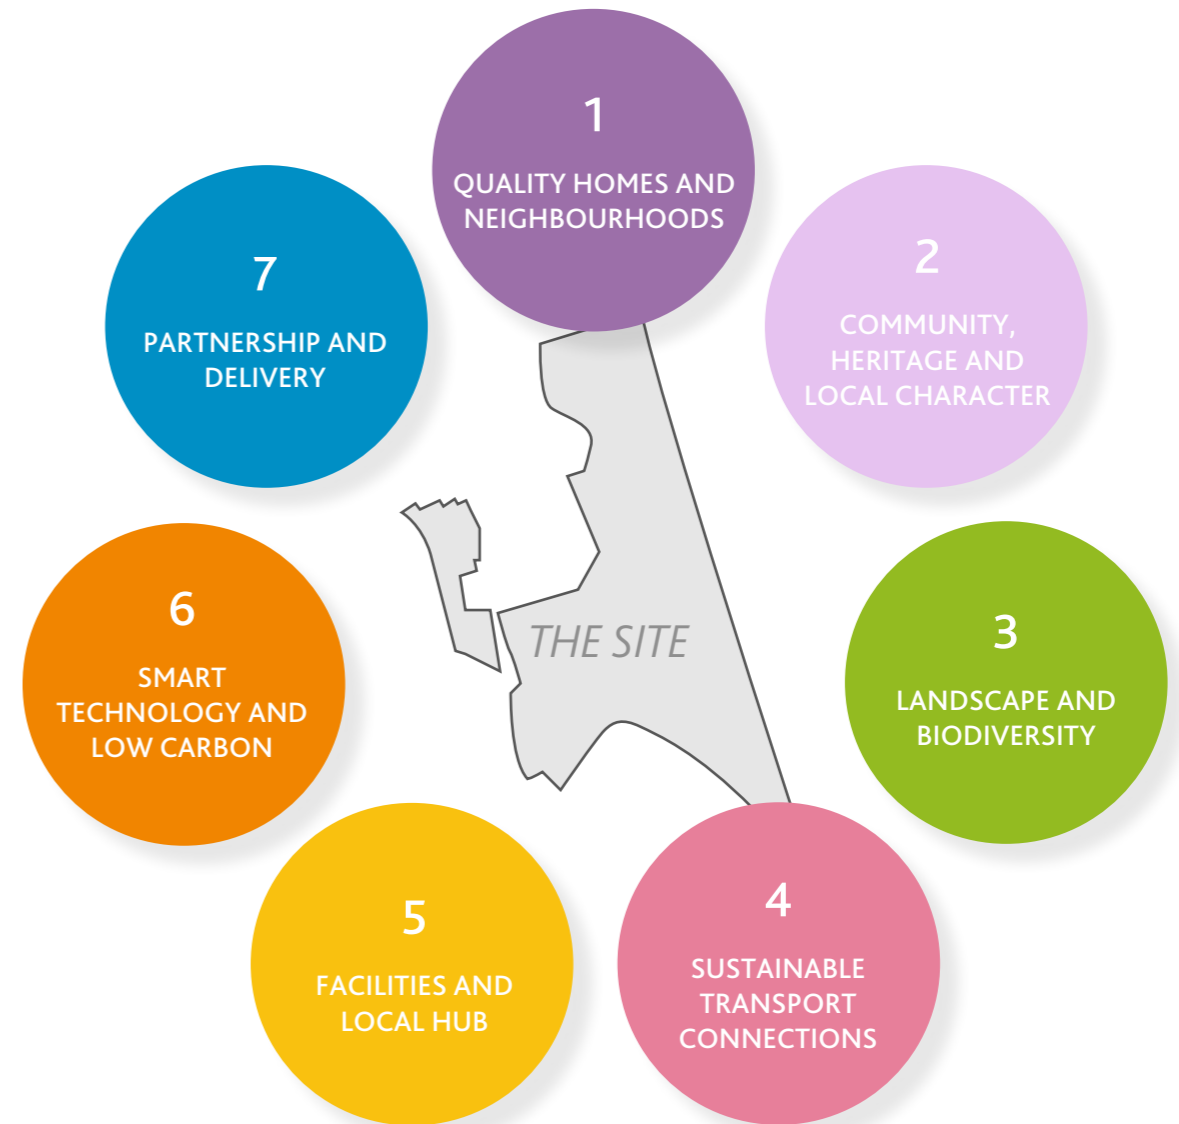 1
QUALITY HOMES AND
NEIGHBOURHOODS
2
COMMUNITY,
HERITAGE AND
LOCAL CHARACTER
3
LANDSCAPE AND
BIODIVERSITY
4
SUSTAINABLE
TRANSPORT
CONNECTIONS
5
FACILITIES AND
LOCAL HUB
6
SMART
TECHNOLOGY AND
LOW CARBON
7
PARTNERSHIP AND
DELIVERY
THE SITE